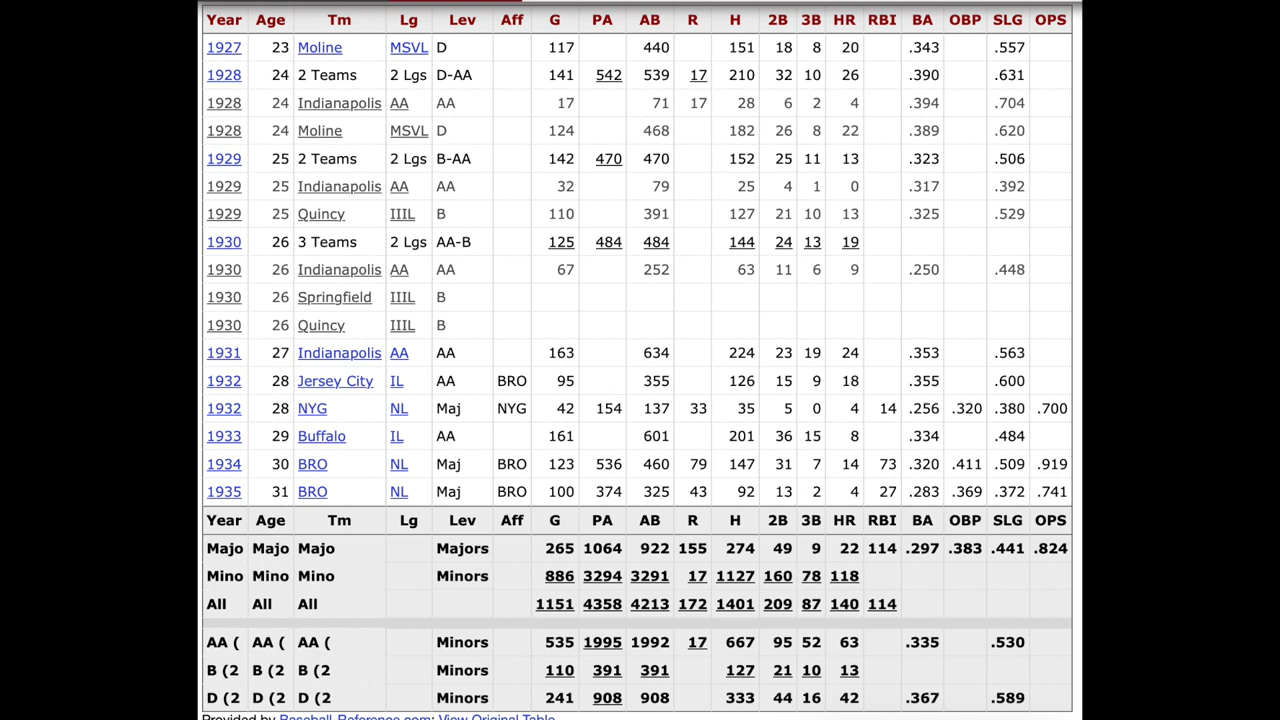 Year Age Tm Lg Lev Aff G PA AB R H 2B 3B HR RBI BA OBP SLG OPS
1927 23 Moline MSVL D 117 440 151 18 8 20 .343 .557
1928 24 2 Teams 2 Lgs D-AA 141 542 539 17 210 32 10 26 .390 .631
1928 24 Indianapolis AA AA 17 71 17 28 6 2 4 .394 .704
1928 24 Moline MSVL D 124 468 182 26 8 22 .389 .620
1929 25 2 Teams 2 Lgs B-AA 142 470 470 152 25 11 13 .323 .506
1929 25 Indianapolis AA AA 32 79 25 4 1 0 .317 .392
1929 25 Quincy IIIL B 110 391 127 21 10 13 .325 .529
1930 26 3 Teams 2 Lgs AA-B 125 484 484 144 24 13 19
1930 26 Indianapolis AA AA 67 252 63 11 6 9 .250 .448
1930 26 Springfield IIIL B
1930 26 Quincy IIIL B
1931 27 Indianapolis AA AA 163 634 224 23 19 24 .353 .563
1932 28 Jersey City IL AA BRO 95 355 126 15 9 18 .355 .600
1932 28 NYG NL Maj NYG 42 154 137 33 35 5 0 4 14 .256 .320 .380 .700
1933 29 Buffalo IL AA 161 601 201 36 15 8 .334 .484
1934 30 BRO NL Maj BRO 123 536 460 79 147 31 7 14 73 .320 .411 .509 .919
1935 31 BRO NL Maj BRO 100 374 325 43 92 13 2 4 27 .283 .369 .372 .741
Year Age Tm Lg Lev Aff G PA AB R H 2B 3B HR RBI BA OBP SLG OPS
Majo Majo Majo Majors 265 1064 922 155 274 49 9 22 114 .297 .383 .441 .824
Mino Mino Mino Minors 886 3294 3291 17 1127 160 78 118
All All All 1151 4358 4213 172 1401 209 87 140 114
AA ( AA ( AA ( Minors 535 1995 1992 17 667 95 52 63 .335 .530
B (2 B (2 B (2 Minors 110 391 391 127 21 10 13
D (2 D (2 D (2 Minors 241 908 908 333 44 16 42 .367 .589
Provided by Baseball-Reference.com: View Original Table